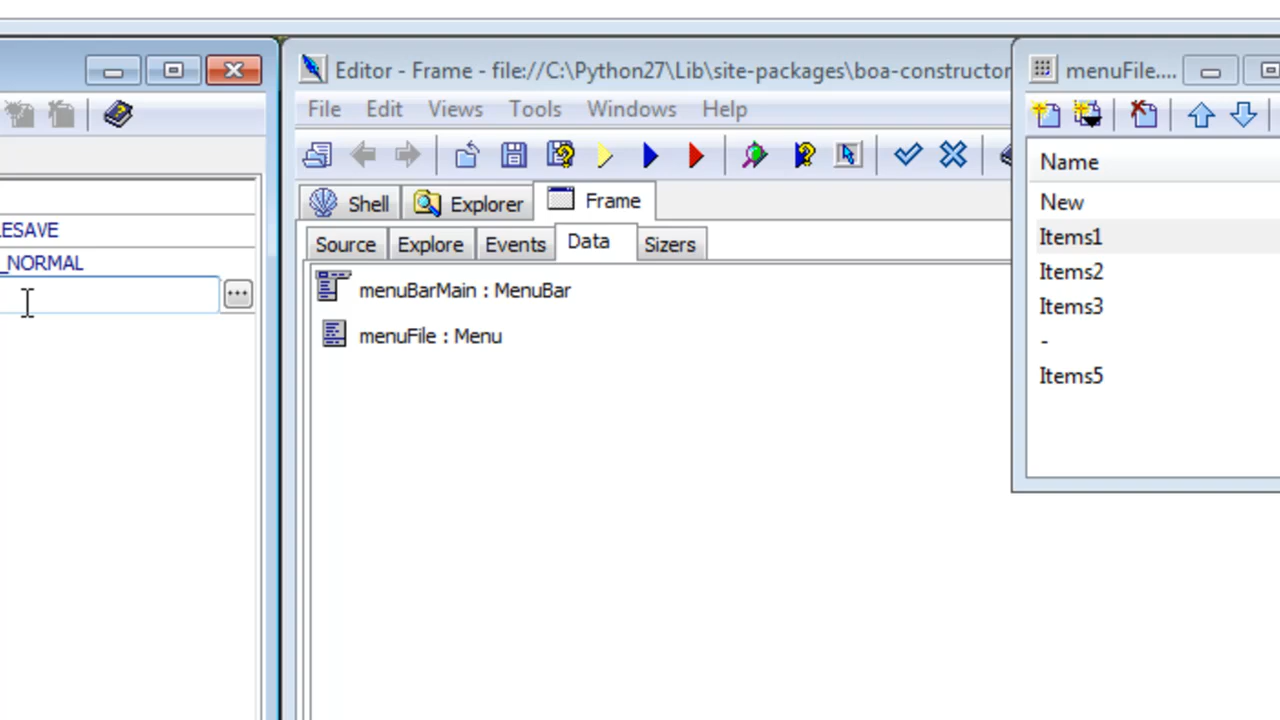 LESAVE
_NORMAL
Editor - Frame - file://C:\Python27\Lib\site-packages\boa-constructor
File Edit Views Tools Windows Help
Shell Explorer Frame
Source Explore Events Data Sizers
menuBarMain : MenuBar
menuFile : Menu
menuFile....
Name
New
Items1
Items2
Items3
-
Items5